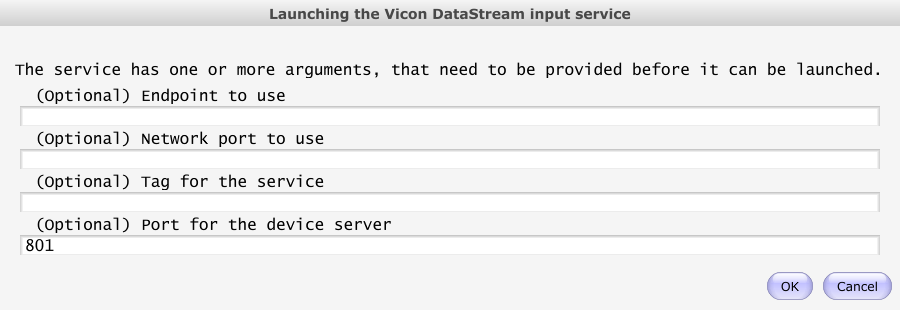 Launching the Vicon DataStream input service
The service has one or more arguments, that need to be provided before it can be launched.
(Optional) Endpoint to use
(Optional) Network port to use
(Optional) Tag for the service
(Optional) Port for the device server
801
OK Cancel